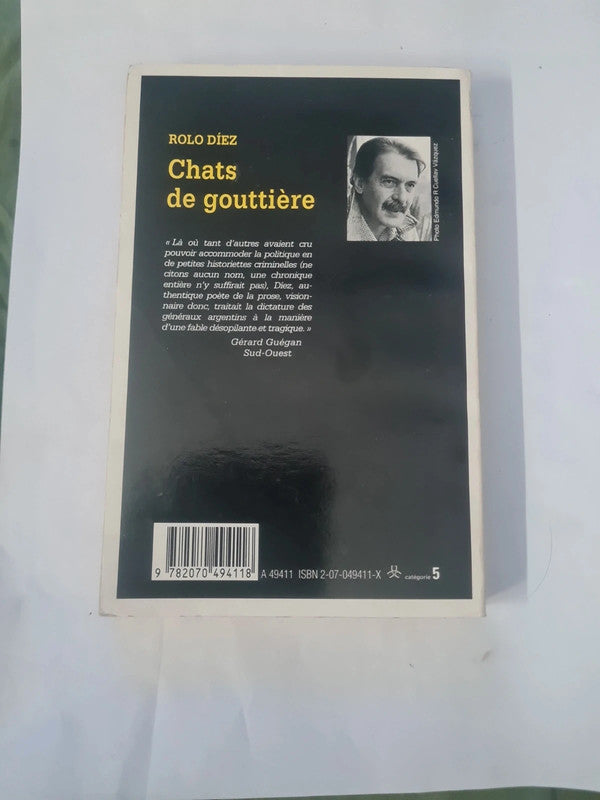 ROLO DÍEZ
Chats
de gouttière
« Là où tant d'autres avaient cru
pouvoir accommoder la politique en
de petites historiettes criminelles (ne
citons aucun nom, une chronique
entière n'y suffirait pas), Díez, au-
thentique poète de la prose, vision-
naire donc, traitait la dictature des
généraux argentins à la manière
d'une fable désopilante et tragique. »
Gérard Guégan
Sud-Ouest
Photo Edmundo R Cuéllar Vázquez
9 782070 494118
A 49411 ISBN 2-07-049411-X catégorie 5